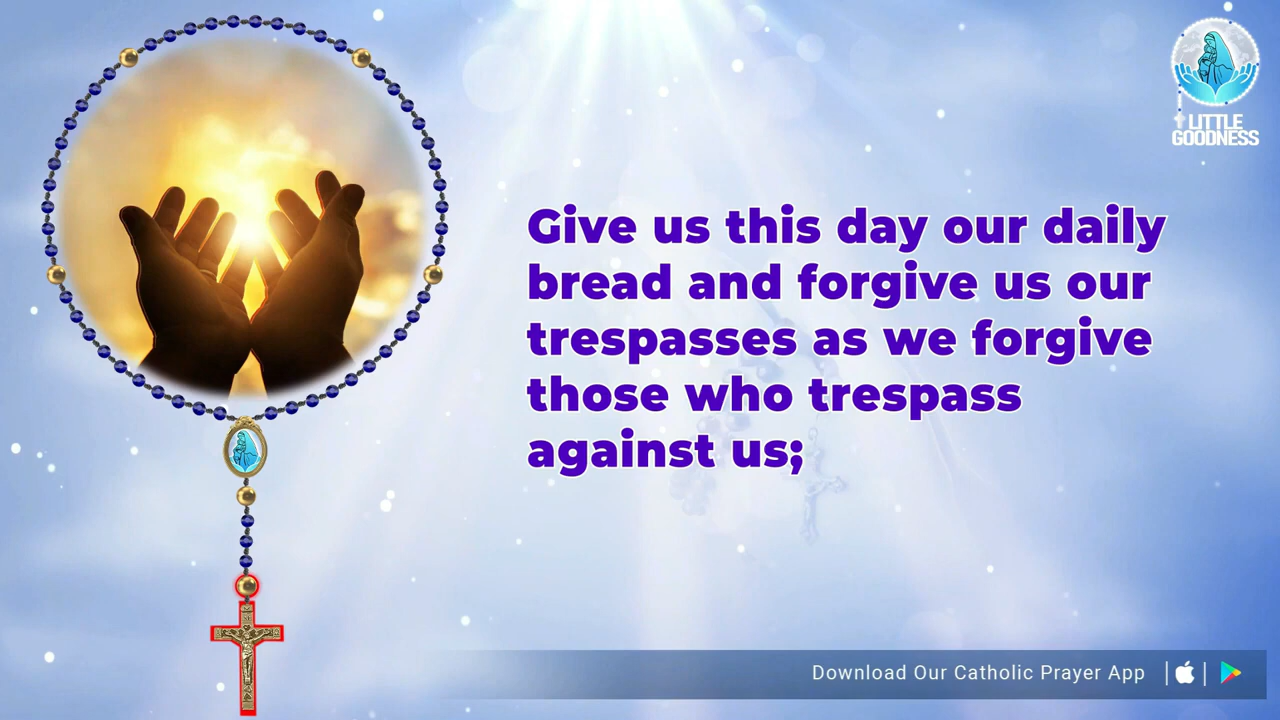 LITTLE
GOODNESS
Give us this day our daily
bread and forgive us our
trespasses as we forgive
those who trespass
against us;
Download Our Catholic Prayer App